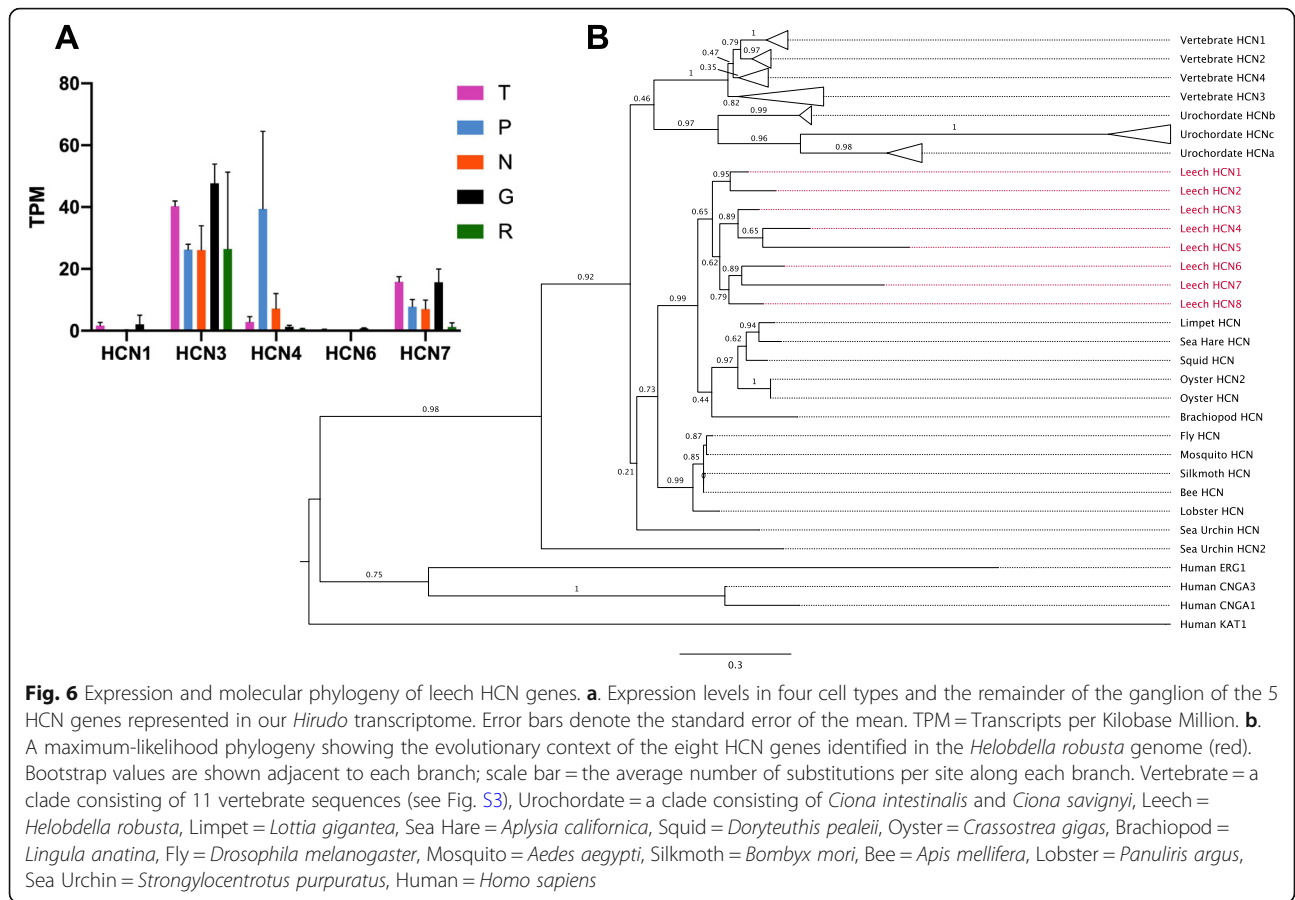 A
B
80
60
40
20
0
TPM
T
P
N
G
R
HCN1
HCN3
HCN4
HCN6
HCN7
1
0.79
0.97
0.47
0.35
1
0.82
0.46
0.99
0.97
0.96
1
0.98
0.95
0.65
0.89
0.65
0.62
0.89
0.79
0.92
0.99
0.94
0.62
0.97
1
0.44
0.73
0.87
0.85
0
0.99
0.21
0.98
0.75
1
Vertebrate HCN1
Vertebrate HCN2
Vertebrate HCN4
Vertebrate HCN3
Urochordate HCNb
Urochordate HCNc
Urochordate HCNa
Leech HCN1
Leech HCN2
Leech HCN3
Leech HCN4
Leech HCN5
Leech HCN6
Leech HCN7
Leech HCN8
Limpet HCN
Sea Hare HCN
Squid HCN
Oyster HCN2
Oyster HCN
Brachiopod HCN
Fly HCN
Mosquito HCN
Silkmoth HCN
Bee HCN
Lobster HCN
Sea Urchin HCN
Sea Urchin HCN2
Human ERG1
Human CNGA3
Human CNGA1
Human KAT1
0.3
Fig. 6 Expression and molecular phylogeny of leech HCN genes. a. Expression levels in four cell types and the remainder of the ganglion of the 5
HCN genes represented in our Hirudo transcriptome. Error bars denote the standard error of the mean. TPM = Transcripts per Kilobase Million. b.
A maximum-likelihood phylogeny showing the evolutionary context of the eight HCN genes identified in the Helobdella robusta genome (red).
Bootstrap values are shown adjacent to each branch; scale bar = the average number of substitutions per site along each branch. Vertebrate = a
clade consisting of 11 vertebrate sequences (see Fig. S3), Urochordate = a clade consisting of Ciona intestinalis and Ciona savignyi, Leech =
Helobdella robusta, Limpet = Lottia gigantea, Sea Hare = Aplysia californica, Squid = Doryteuthis pealeii, Oyster = Crassostrea gigas, Brachiopod =
Lingula anatina, Fly = Drosophila melanogaster, Mosquito = Aedes aegypti, Silkmoth = Bombyx mori, Bee = Apis mellifera, Lobster = Panuliris argus,
Sea Urchin = Strongylocentrotus purpuratus, Human = Homo sapiens